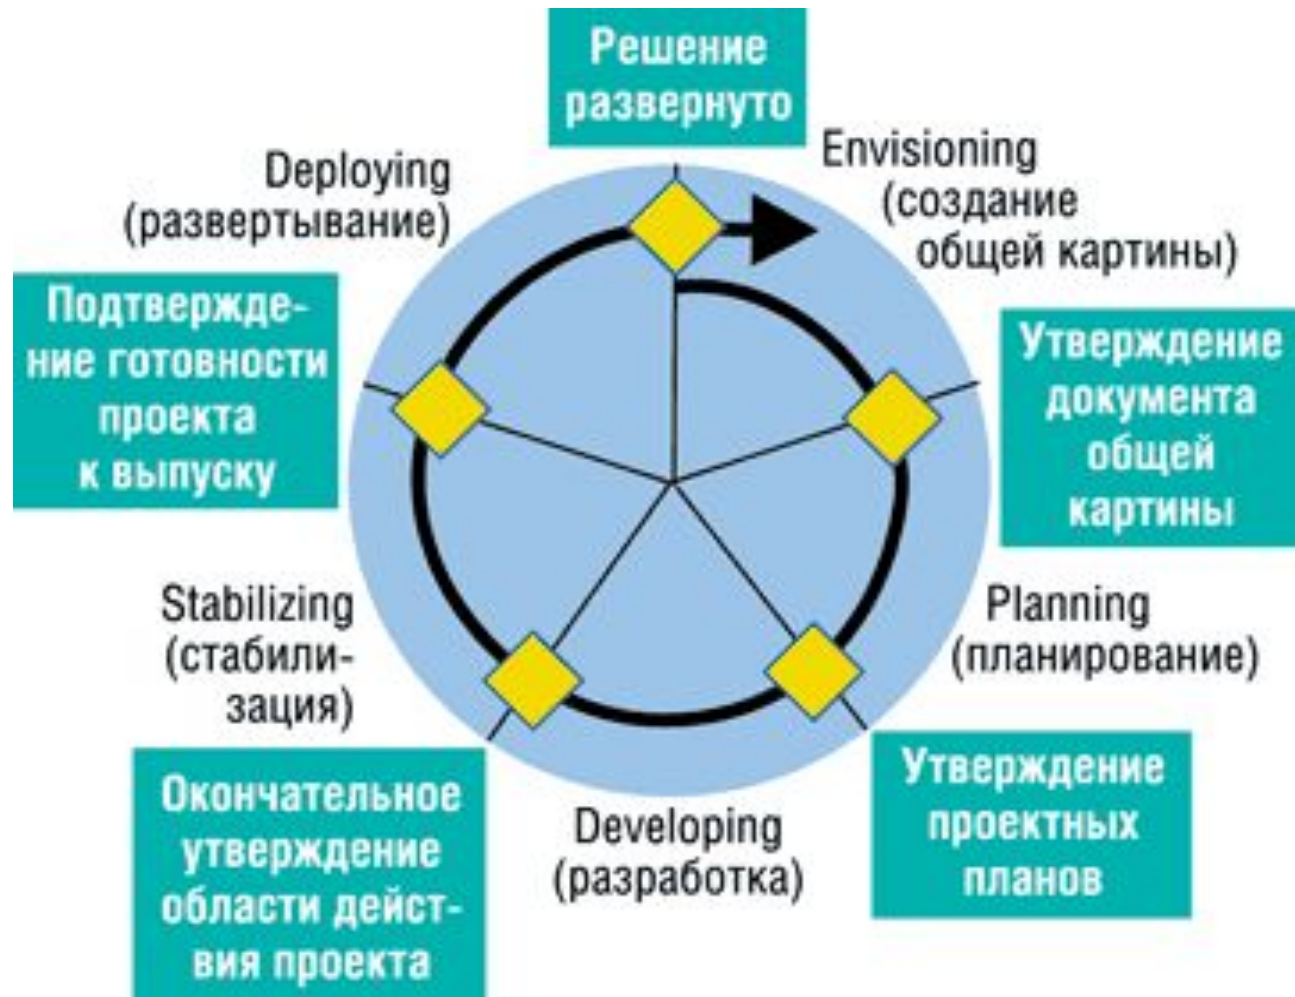 Решение
развернуто
Envisioning
(создание
общей картины)
Deploying
(развертывание)
Подтвержде-
ние готовности
проекта
к выпуску
Утверждение
документа
общей
картины
Stabilizing
(стабили-
зация)
Planning
(планирование)
Окончательное
утверждение
области дейст-
вия проекта
Developing
(разработка)
Утверждение
проектных
планов